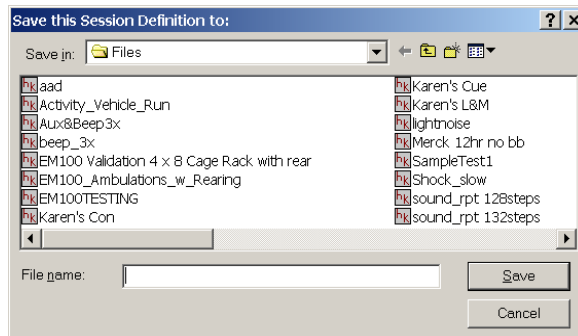 Save this Session Definition to:
Save in: Files
aad
Activity_Vehicle_Run
Aux&Beep3x
beep_3x
EM100 Validation 4 x 8 Cage Rack with rear
EM100_Ambulations_w_Rearing
EM100TESTING
Karen's Con
Karen's Cue
Karen's L&M
lightnoise
Merck 12hr no bb
SampleTest1
Shock_slow
sound_rpt 128steps
sound_rpt 132steps
File name:
Save
Cancel